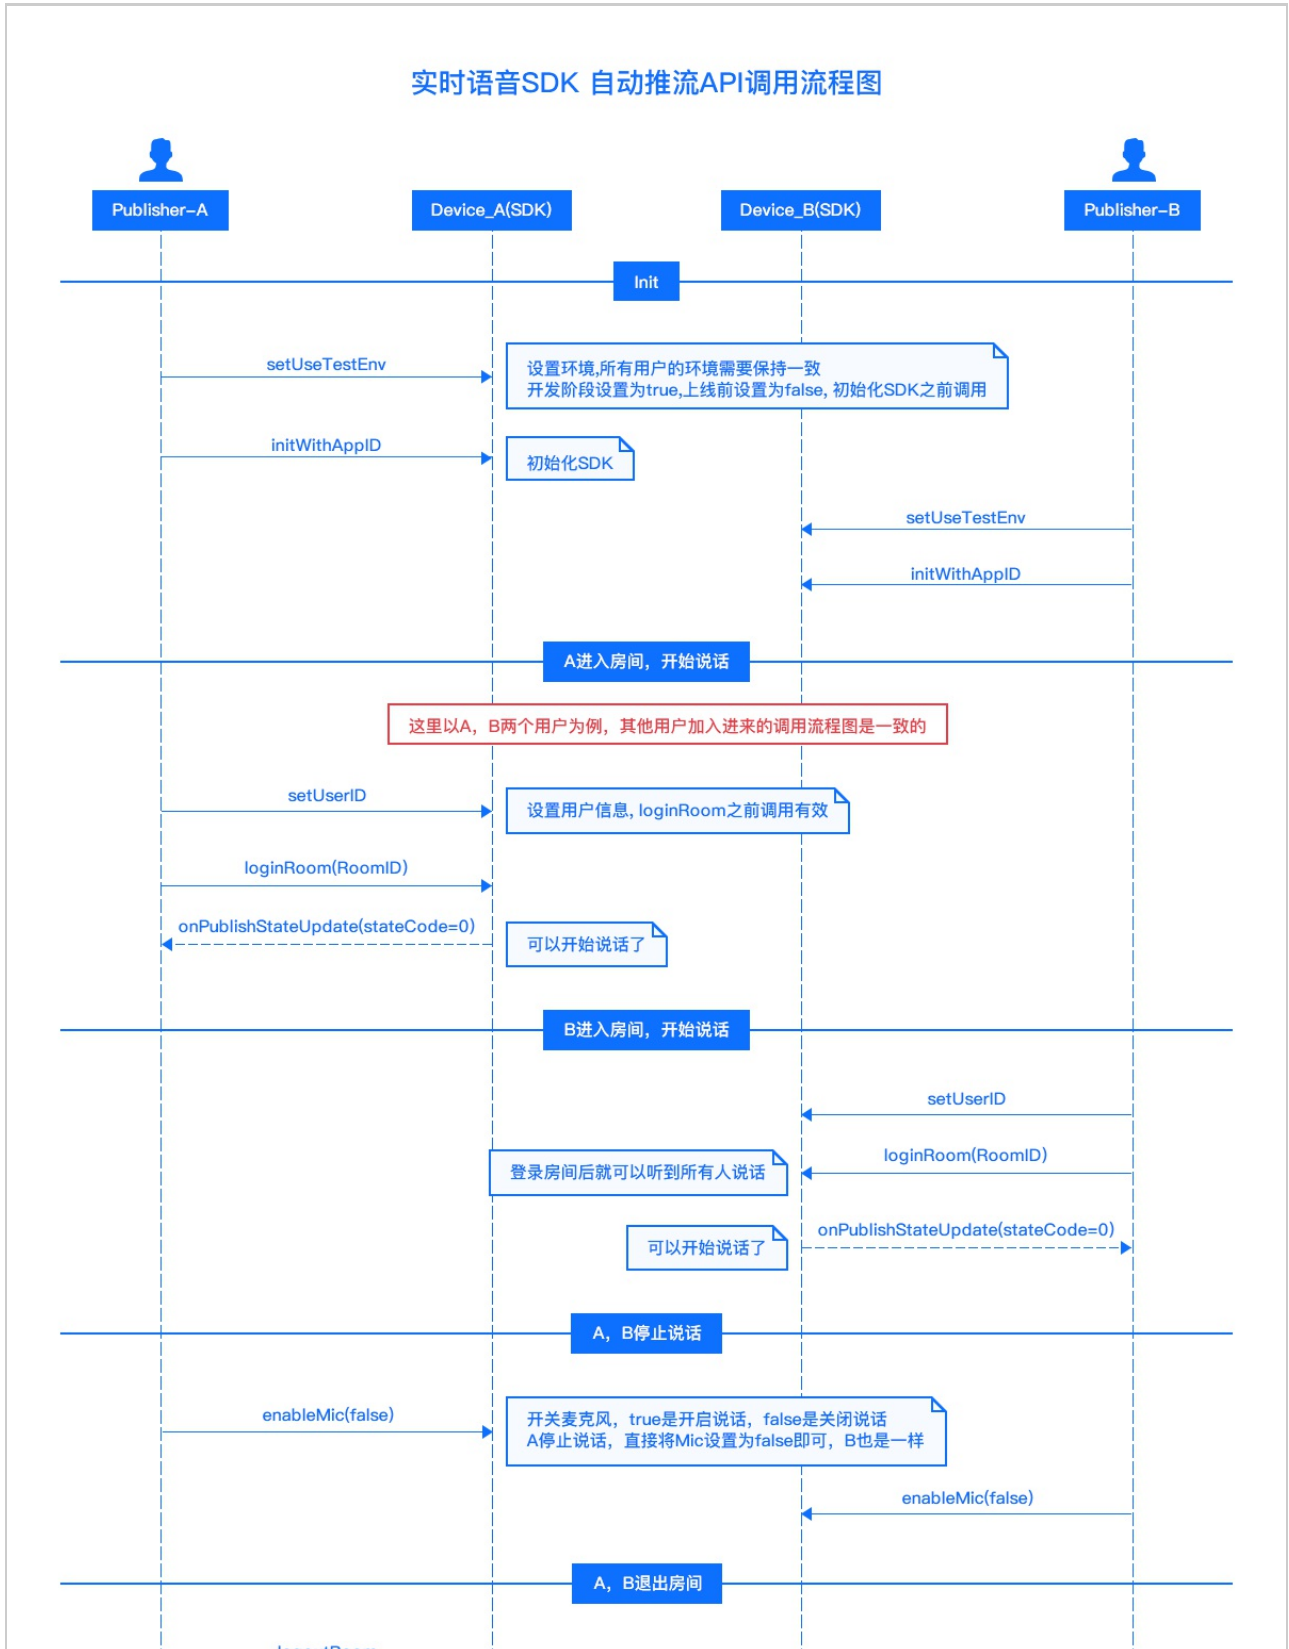 实时语音SDK 自动推流API调用流程图
Publisher-A
Device_A(SDK)
Device_B(SDK)
Publisher-B
Init
setUseTestEnv
设置环境,所有用户的环境需要保持一致
开发阶段设置为true,上线前设置为false, 初始化SDK之前调用
initWithAppID
初始化SDK
setUseTestEnv
initWithAppID
A进入房间，开始说话
这里以A，B两个用户为例，其他用户加入进来的调用流程图是一致的
setUserID
设置用户信息, loginRoom之前调用有效
loginRoom(RoomID)
onPublishStateUpdate(stateCode=0)
可以开始说话了
B进入房间，开始说话
setUserID
loginRoom(RoomID)
登录房间后就可以听到所有人说话
onPublishStateUpdate(stateCode=0)
可以开始说话了
A，B停止说话
enableMic(false)
开关麦克风，true是开启说话，false是关闭说话
A停止说话，直接将Mic设置为false即可，B也是一样
enableMic(false)
A，B退出房间